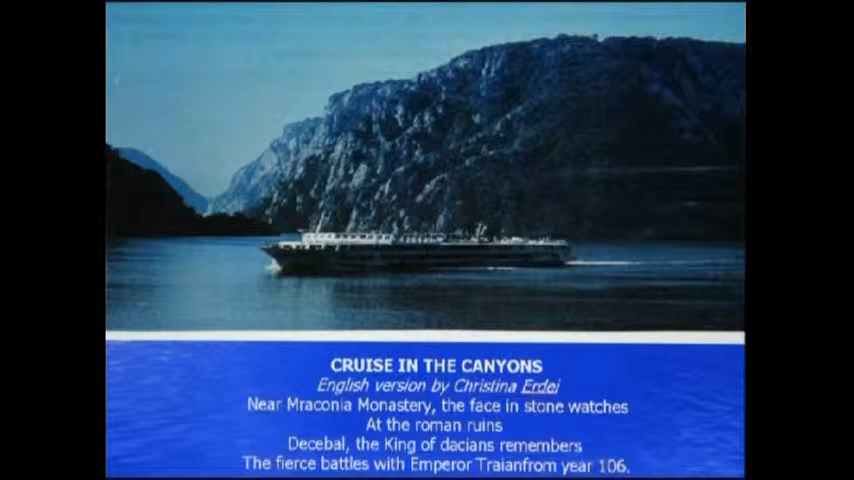 CRUISE IN THE CANYONS
English version by Christina Erdei
Near Mraconia Monastery, the face in stone watches
At the roman ruins
Decebal, the King of dacians remembers
The fierce battles with Emperor Traianfrom year 106.